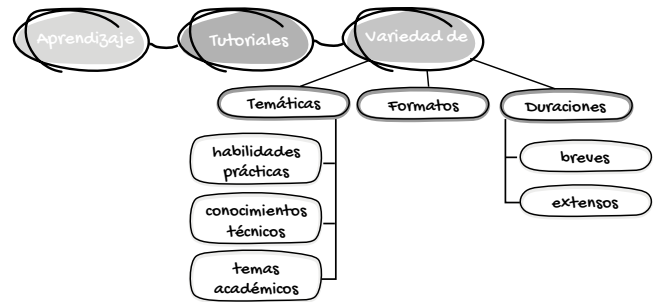 Aprendizaje
Tutoriales
Variedad de
Temáticas
Formatos
Duraciones
habilidades
prácticas
conocimientos
técnicos
temas
académicos
breves
extensos